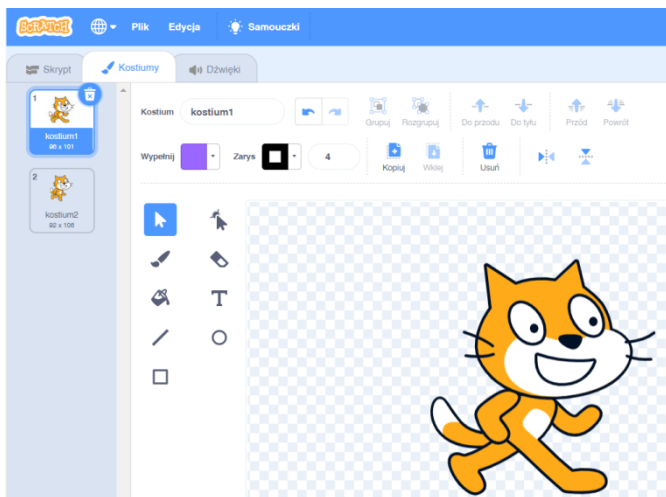 SCRATCH Plik Edycja Samouczki
Skrypt Kostiumy Dźwięki
1
kostium1
96 x 101
2
kostium2
92 x 106
Kostium kostium1 Grupuj Rozgrupuj Do przodu Do tyłu Przód Powrót
Wypełnij Zarys 4 Kopiuj Wklej Usuń
T